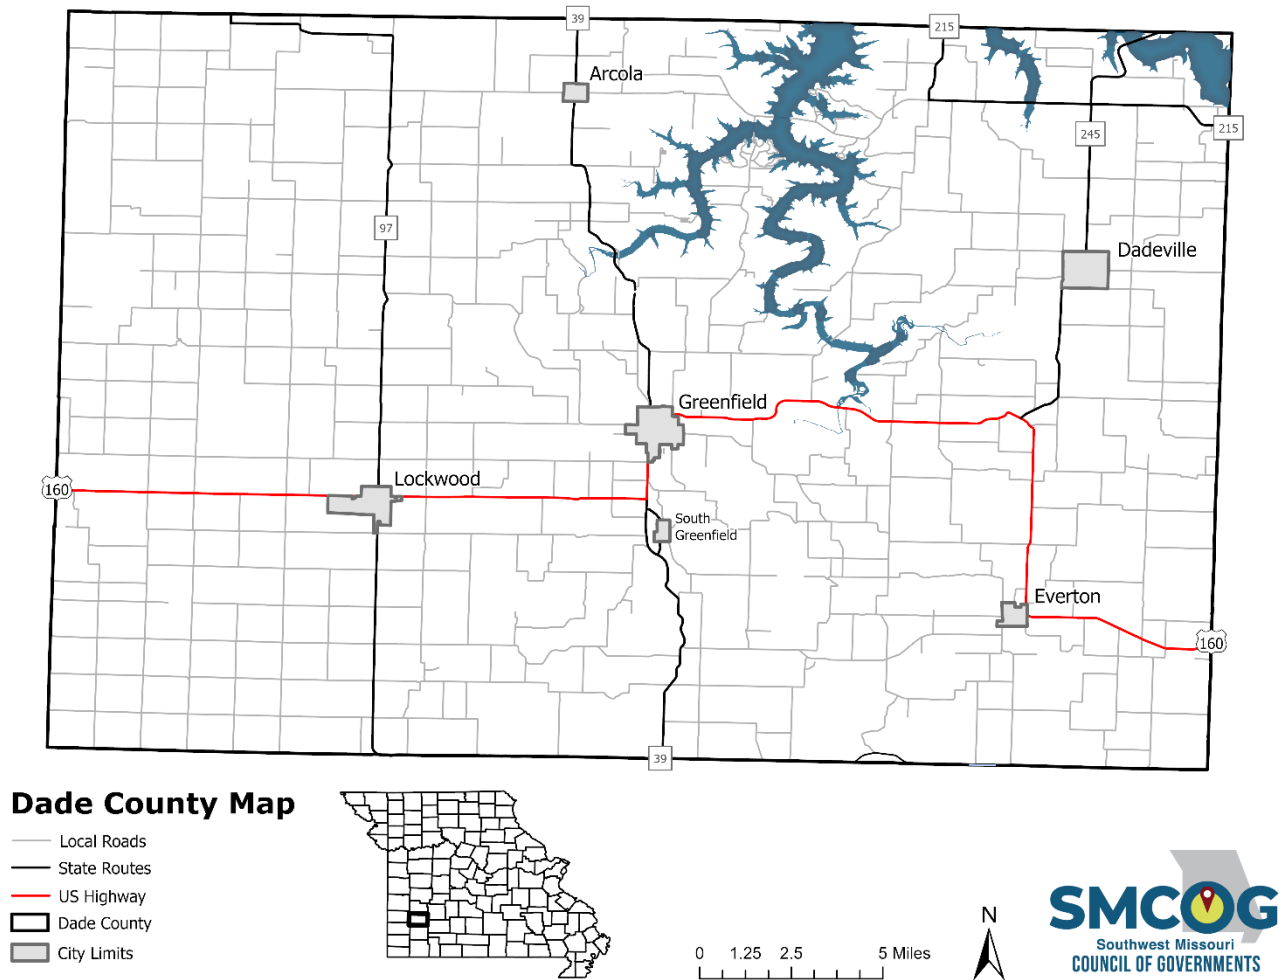 39
215
Arcola
215
245
97
Dadeville
Greenfield
Lockwood
160
South
Greenfield
Everton
160
39
Dade County Map
Local Roads
State Routes
US Highway
Dade County
City Limits
0 1.25 2.5 5 Miles
N
SMCOG
Southwest Missouri
COUNCIL OF GOVERNMENTS